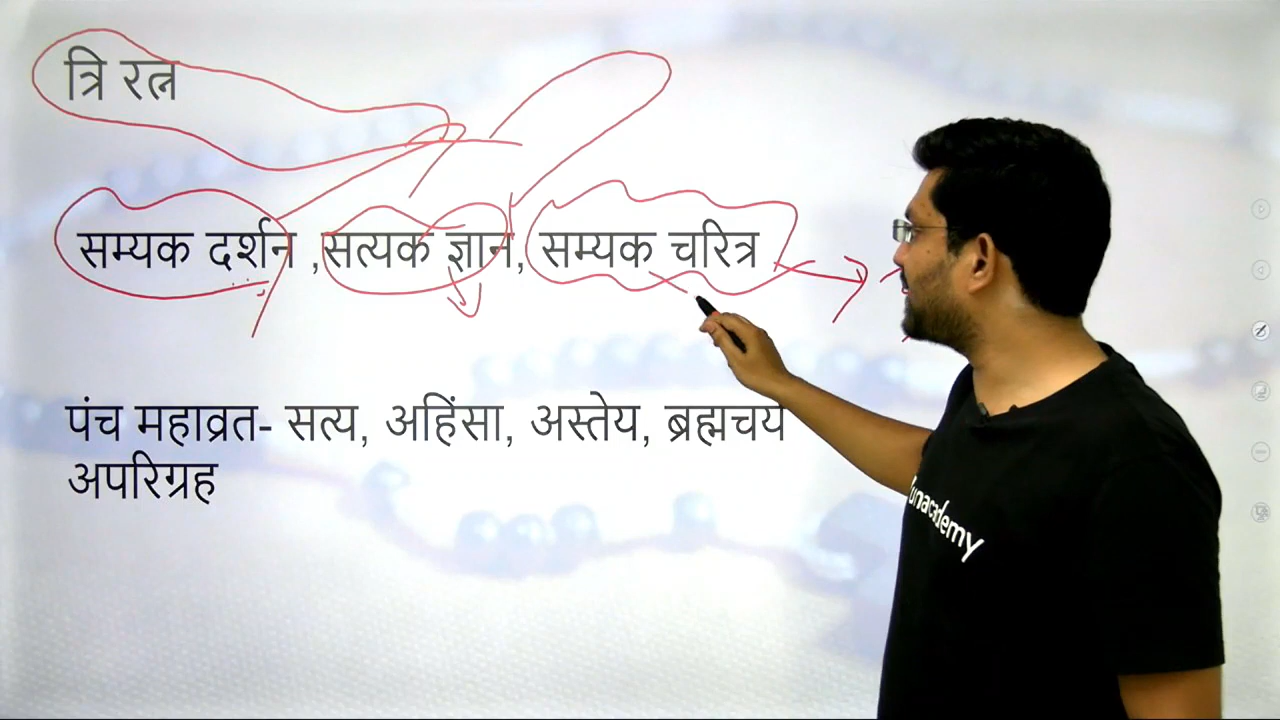 त्रि रत्न
सम्यक दर्शन ,सत्यक ज्ञान, सम्यक चरित्र
पंच महाव्रत- सत्य, अहिंसा, अस्तेय, ब्रह्मचर्य
अपरिग्रह
unacademy